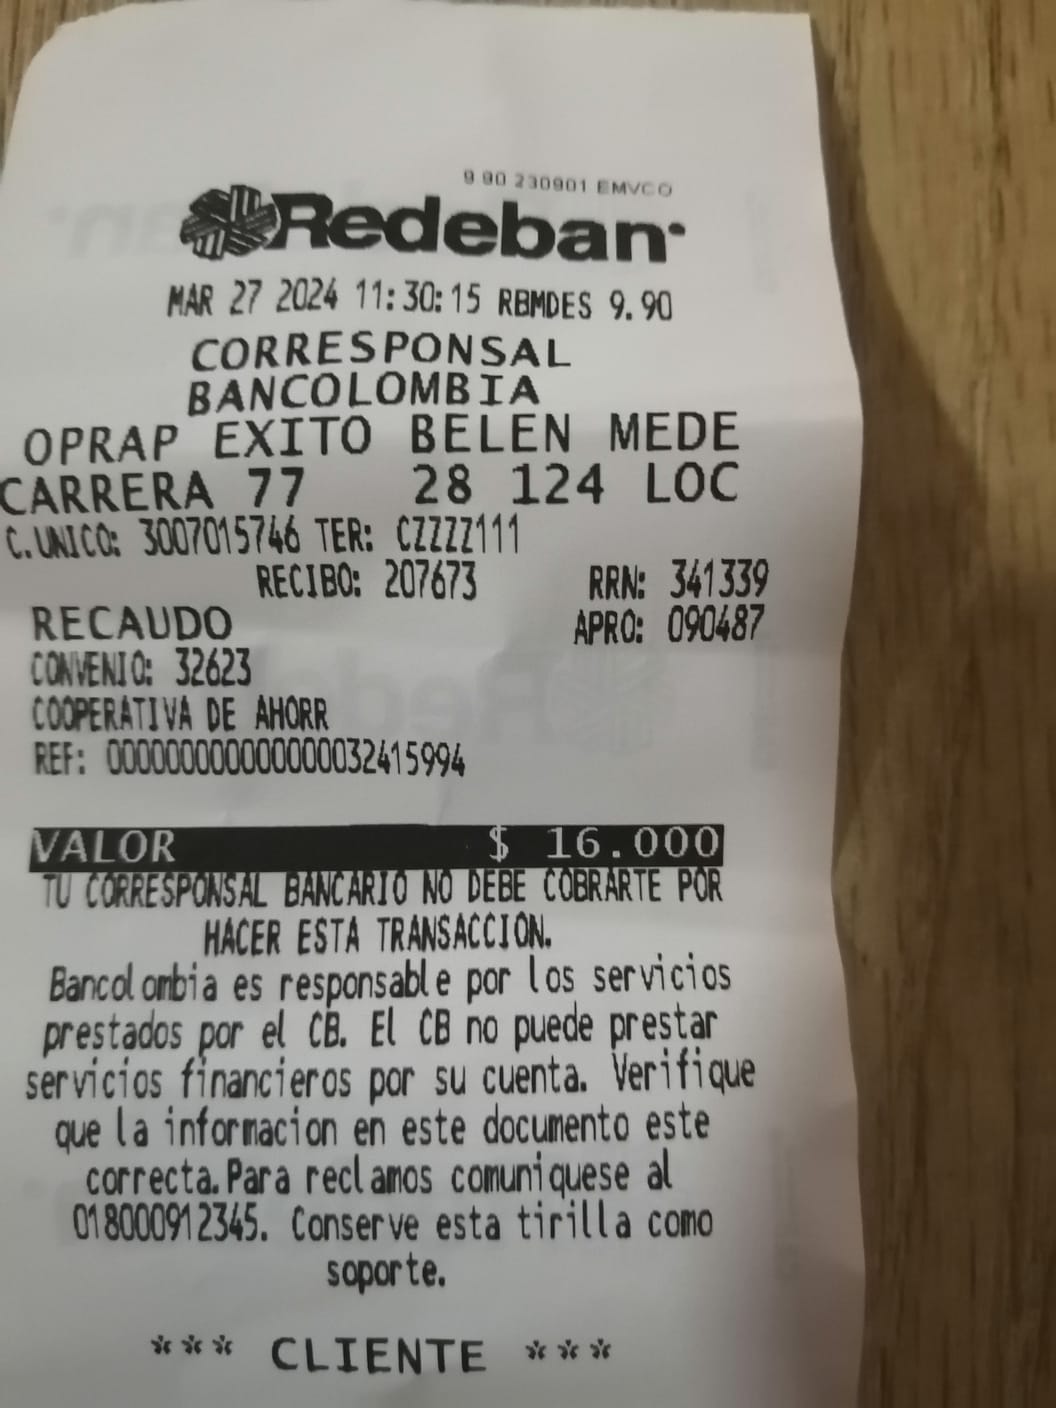 9 90 230901 EMVCO
Redeban
MAR 27 2024 11:30:15 RBMDES 9.90
CORRESPONSAL
BANCOLOMBIA
OPRAP EXITO BELEN MEDE
CARRERA 77 28 124 LOC
C.UNICO: 3007015746 TER: CZZZZ111
RECIBO: 207673 RRN: 341339
RECAUDO APRO: 090487
CONVENIO: 32623
COOPERATIVA DE AHORR
REF: 0000000000000000032415994
VALOR $ 16.000
TU CORRESPONSAL BANCARIO NO DEBE COBRARTE POR
HACER ESTA TRANSACCION.
Bancolombia es responsable por los servicios
prestados por el CB. El CB no puede prestar
servicios financieros por su cuenta. Verifique
que la informacion en este documento este
correcta.Para reclamos comuniquese al
018000912345. Conserve esta tirilla como
soporte.
*** CLIENTE ***